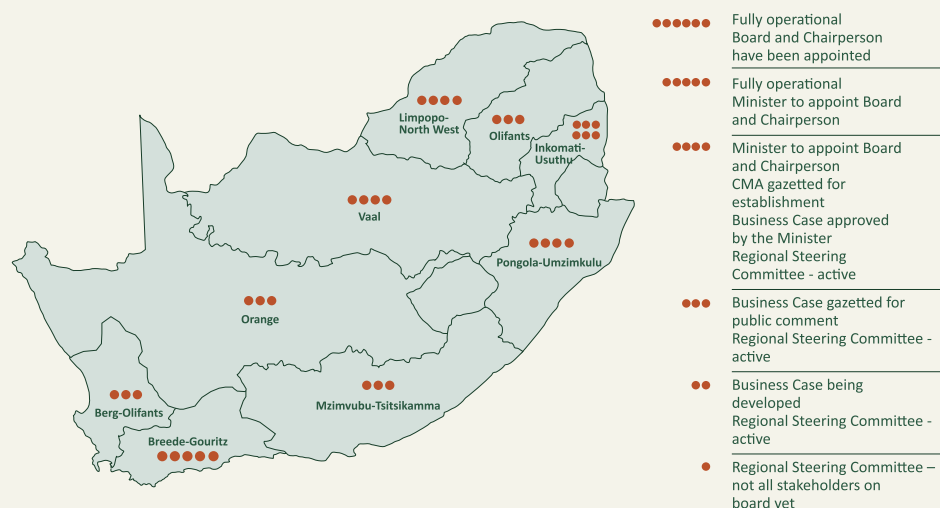 Limpopo-
North West
Olifants
Inkomati-
Usuthu
Vaal
Pongola-Umzimkulu
Orange
Mzimvubu-Tsitsikamma
Berg-Olifants
Breede-Gouritz
Fully operational
Board and Chairperson
have been appointed
Fully operational
Minister to appoint Board
and Chairperson
Minister to appoint Board
and Chairperson
CMA gazetted for
establishment
Business Case approved
by the Minister
Regional Steering
Committee - active
Business Case gazetted for
public comment
Regional Steering Committee -
active
Business Case being
developed
Regional Steering Committee -
active
Regional Steering Committee –
not all stakeholders on
board yet